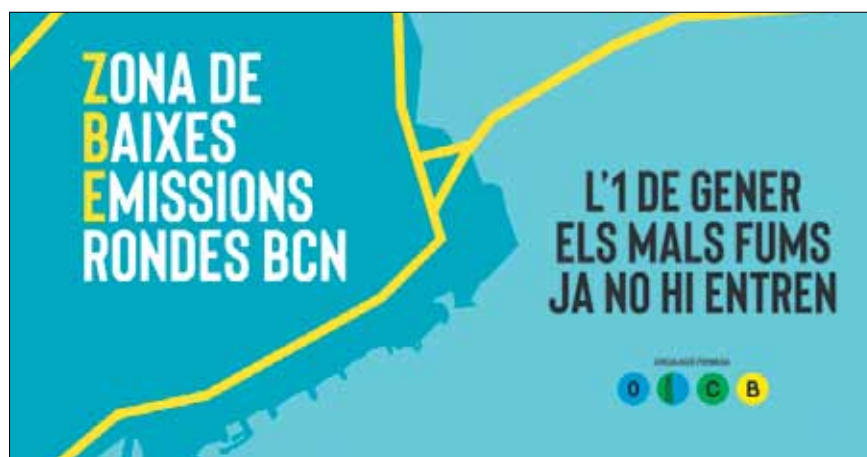 ZONA DE
BAIXES
EMISSIONS
RONDES BCN
L'1 DE GENER
ELS MALS FUMS
JA NO HI ENTREN
0 C B